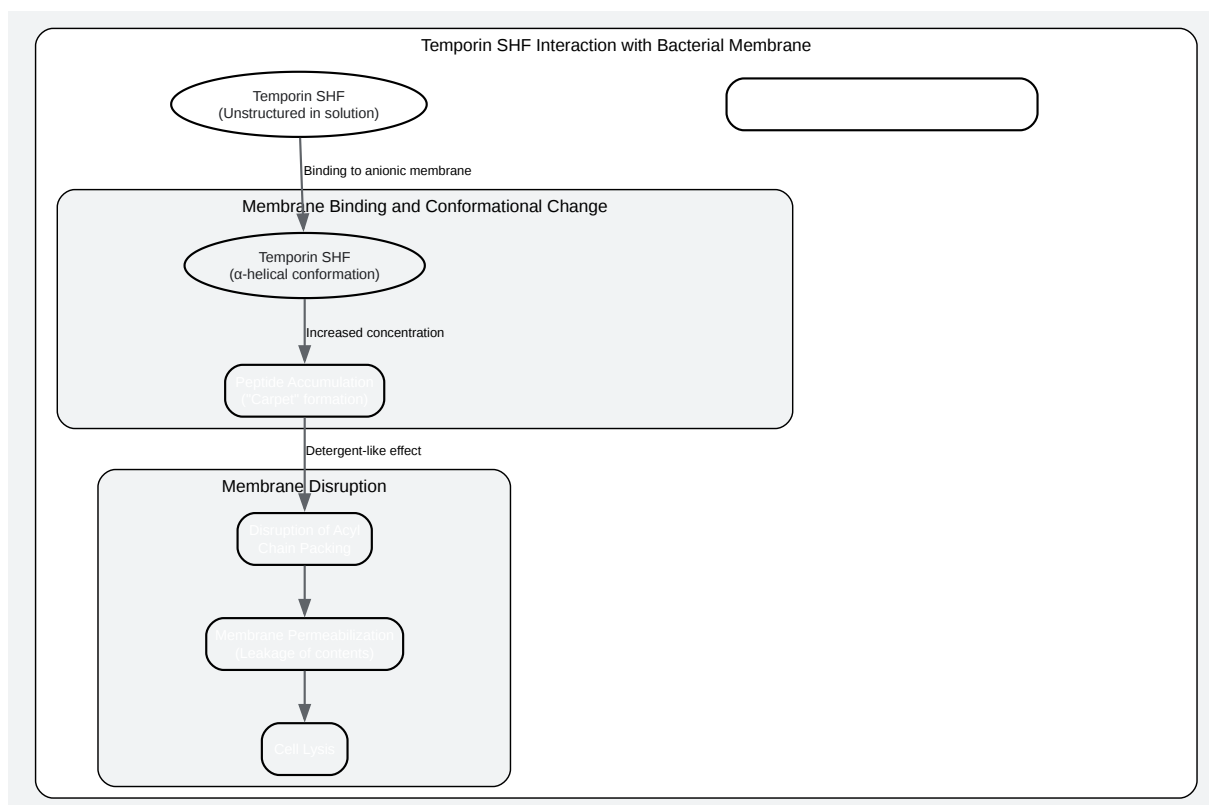 Temporin SHF Interaction with Bacterial Membrane
Temporin SHF
(Unstructured in solution)
Binding to anionic membrane
Membrane Binding and Conformational Change
Temporin SHF
(α-helical conformation)
Increased concentration
Peptide Accumulation
("Carpet" formation)
Detergent-like effect
Membrane Disruption
Disruption of Acyl
Chain Packing
Membrane Permeabilization
(Leakage of contents)
Cell Lysis